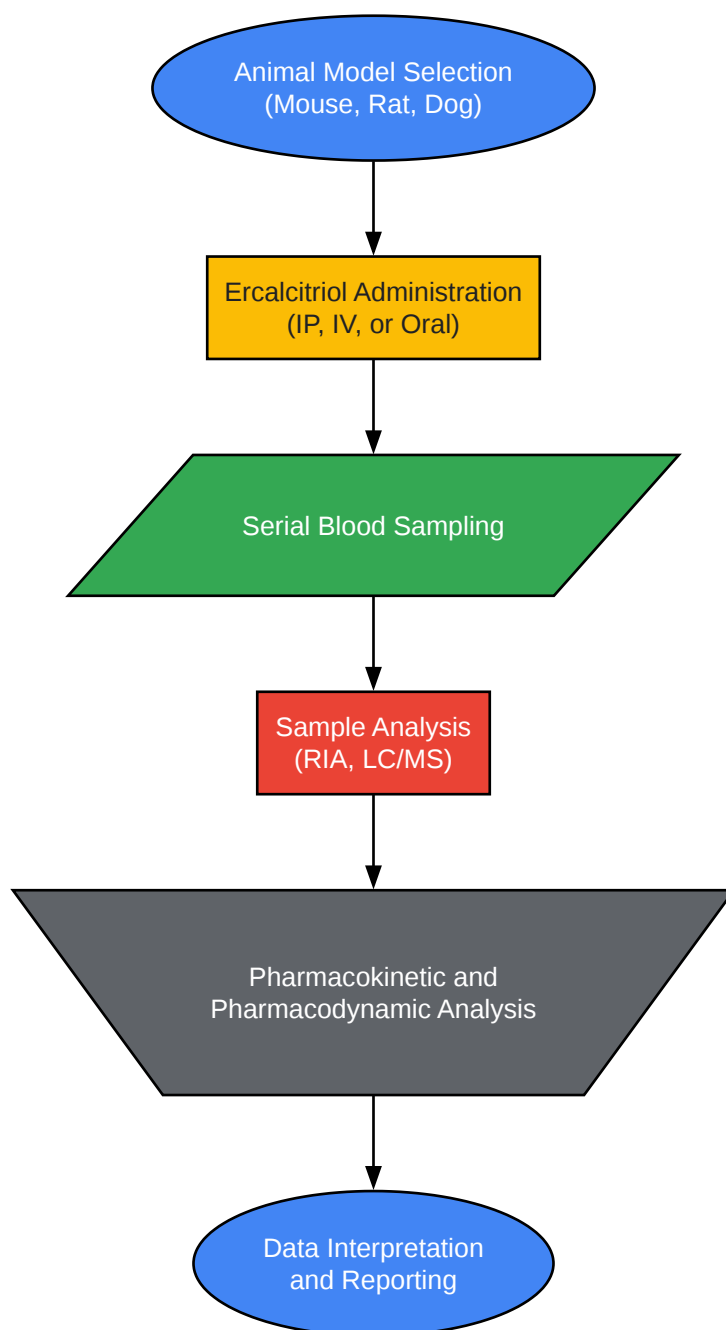 Animal Model Selection
(Mouse, Rat, Dog)
Ercalcitriol Administration
(IP, IV, or Oral)
Serial Blood Sampling
Sample Analysis
(RIA, LC/MS)
Pharmacokinetic and
Pharmacodynamic Analysis
Data Interpretation
and Reporting